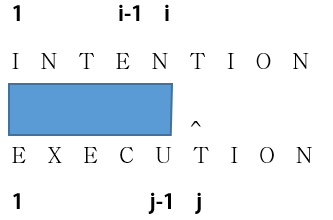 1 i-1 i
I N T E N T I O N
^
E X E C U T I O N
1 j-1 j